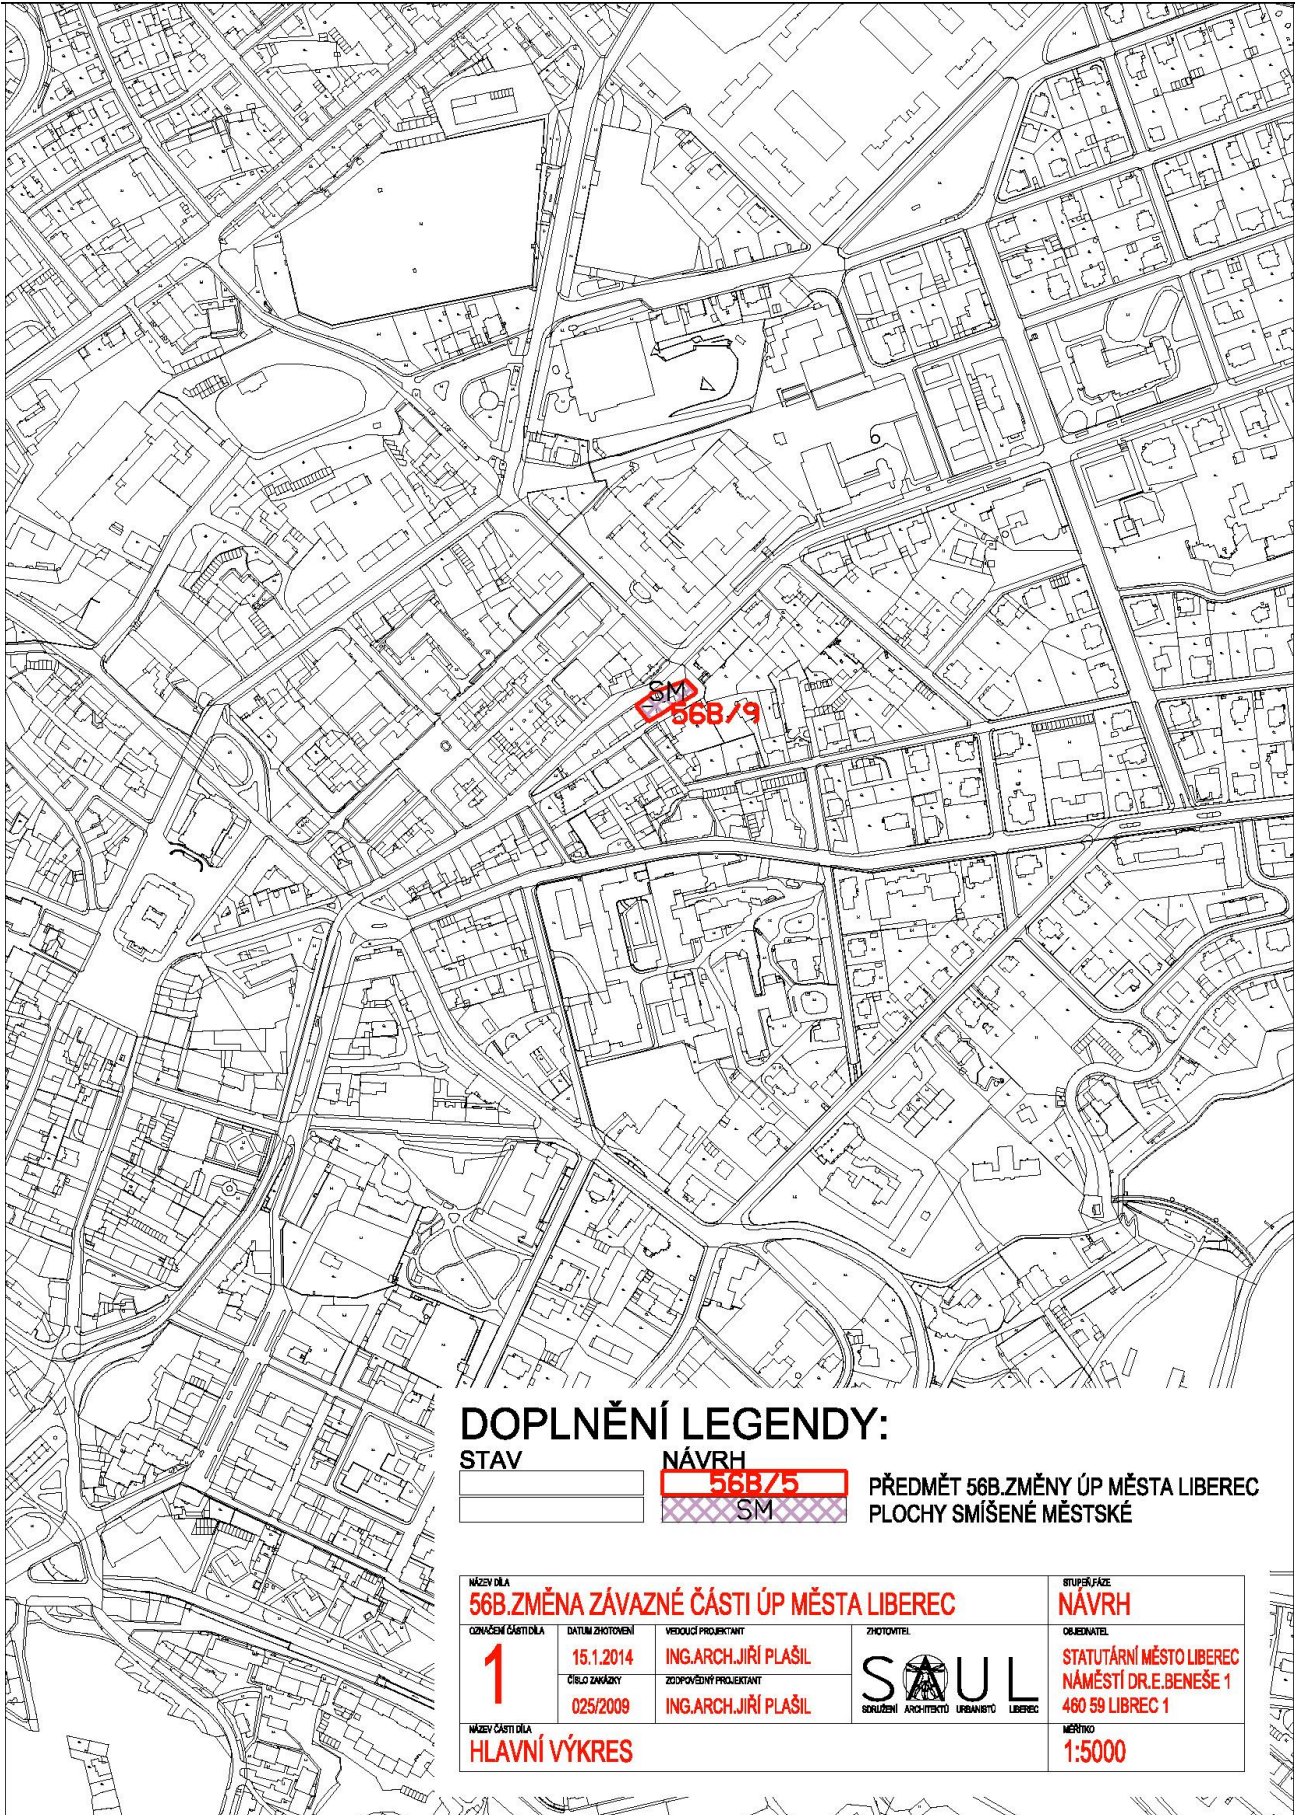 SM
56B/9
DOPLNĚNÍ LEGENDY:
STAV NÁVRH
56B/5 PŘEDMĚT 56B.ZMĚNY ÚP MĚSTA LIBEREC
SM PLOCHY SMÍŠENÉ MĚSTSKÉ
NÁZEV DÍLA
56B.ZMĚNA ZÁVAZNÉ ČÁSTI ÚP MĚSTA LIBEREC
STUPEŇ,FÁZE
NÁVRH
OZNAČENÍ ČÁSTI DÍLA
1
DATUM ZHOTOVENÍ
15.1.2014
VEDOUCÍ PROJEKTANT
ING.ARCH.JIŘÍ PLAŠIL
ČÍSLO ZAKÁZKY
025/2009
ZODPOVĚDNÝ PROJEKTANT
ING.ARCH.JIŘÍ PLAŠIL
ZHOTOVITEL
SAUL
SDRUŽENÍ ARCHITEKTŮ URBANISTŮ LIBEREC
OBJEDNATEL
STATUTÁRNÍ MĚSTO LIBEREC
NÁMĚSTÍ DR.E.BENEŠE 1
460 59 LIBREC 1
NÁZEV ČÁSTI DÍLA
HLAVNÍ VÝKRES
MĚŘÍTKO
1:5000